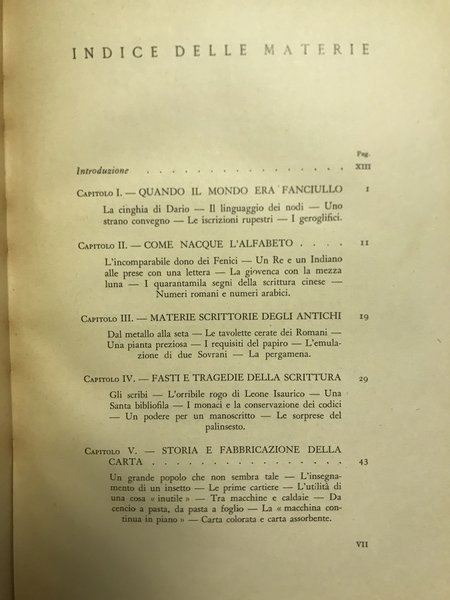 INDICE DELLE MATERIE
Pag.
Introduzione . . . . . . . . . . . . . . . XIII
CAPITOLO I. — QUANDO IL MONDO ERA FANCIULLO 1
La cinghia di Dario — Il linguaggio dei nodi — Uno
strano convegno — Le iscrizioni rupestri — I geroglifici.
CAPITOLO II. — COME NACQUE L'ALFABETO . . . . 11
L'incomparabile dono dei Fenici — Un Re e un Indiano
alle prese con una lettera — La giovenca con la mezza
luna — I quarantamila segni della scrittura cinese —
Numeri romani e numeri arabici.
CAPITOLO III. — MATERIE SCRITTORIE DEGLI ANTICHI 19
Dal metallo alla seta — Le tavolette cerate dei Romani —
Una pianta preziosa — I requisiti del papiro — L'emula-
zione di due Sovrani — La pergamena.
CAPITOLO IV. — FASTI E TRAGEDIE DELLA SCRITTURA 29
Gli scribi — L'orribile rogo di Leone Isaurico — Una
Santa bibliofila — I monaci e la conservazione dei codici
— Un podere per un manoscritto — Le sorprese del
palinsesto.
CAPITOLO V. — STORIA E FABBRICAZIONE DELLA
CARTA . . . . . . . . . . . . . . . 43
Un grande popolo che non sembra tale — L'insegna-
mento di un insetto — Le prime cartiere — L'utilità di
una cosa « inutile » — Tra macchine e caldaie — Da
cencio a pasta, da pasta a foglio — La « macchina con-
tinua in piano » — Carta colorata e carta assorbente.
VII